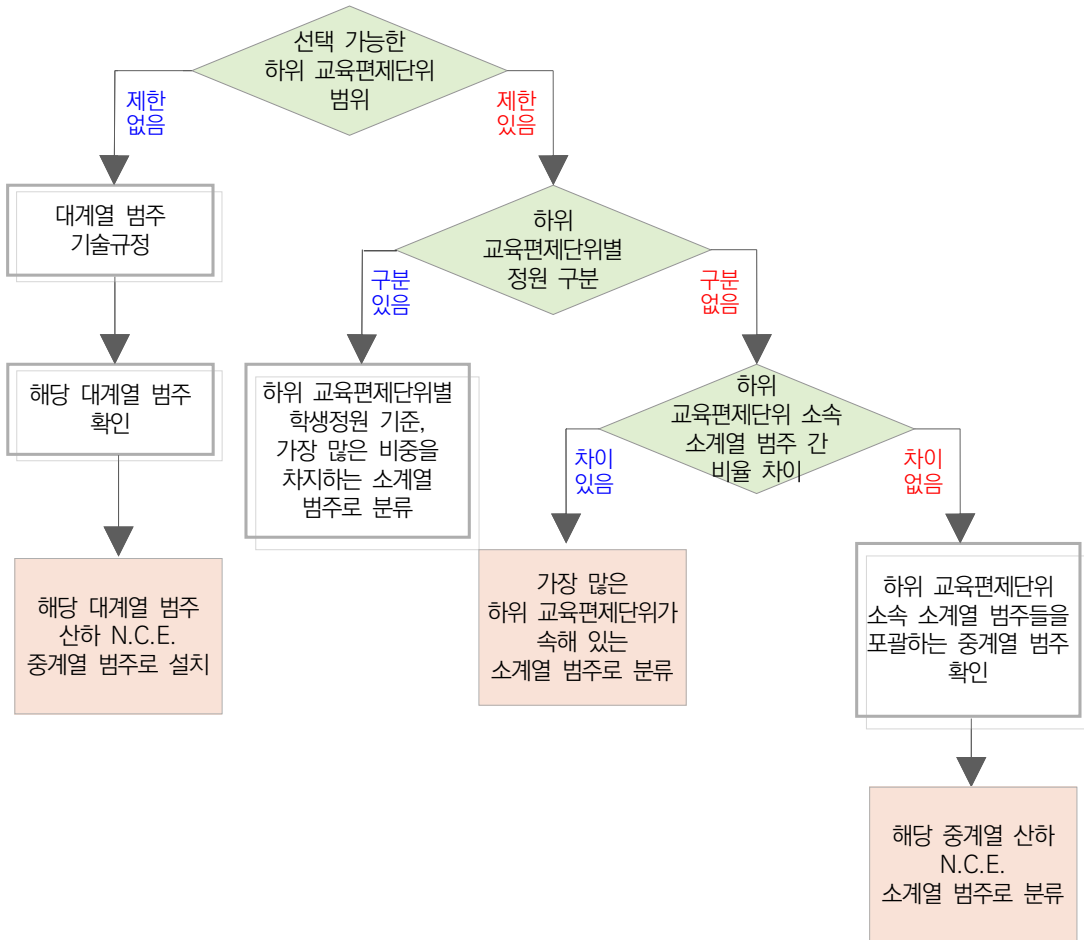 선택 가능한
하위 교육편제단위
범위
제한
없음
제한
있음
대계열 범주
기술규정
하위
교육편제단위별
정원 구분
구분
있음
구분
없음
해당 대계열 범주
확인
하위 교육편제단위별
학생정원 기준,
가장 많은 비중을
차지하는 소계열
범주로 분류
하위
교육편제단위 소속
소계열 범주 간
비율 차이
차이
있음
차이
없음
해당 대계열 범주
산하 N.C.E.
중계열 범주로 설치
가장 많은
하위 교육편제단위가
속해 있는
소계열 범주로 분류
하위 교육편제단위
소속 소계열 범주들을
포괄하는 중계열 범주
확인
해당 중계열 산하
N.C.E.
소계열 범주로 분류